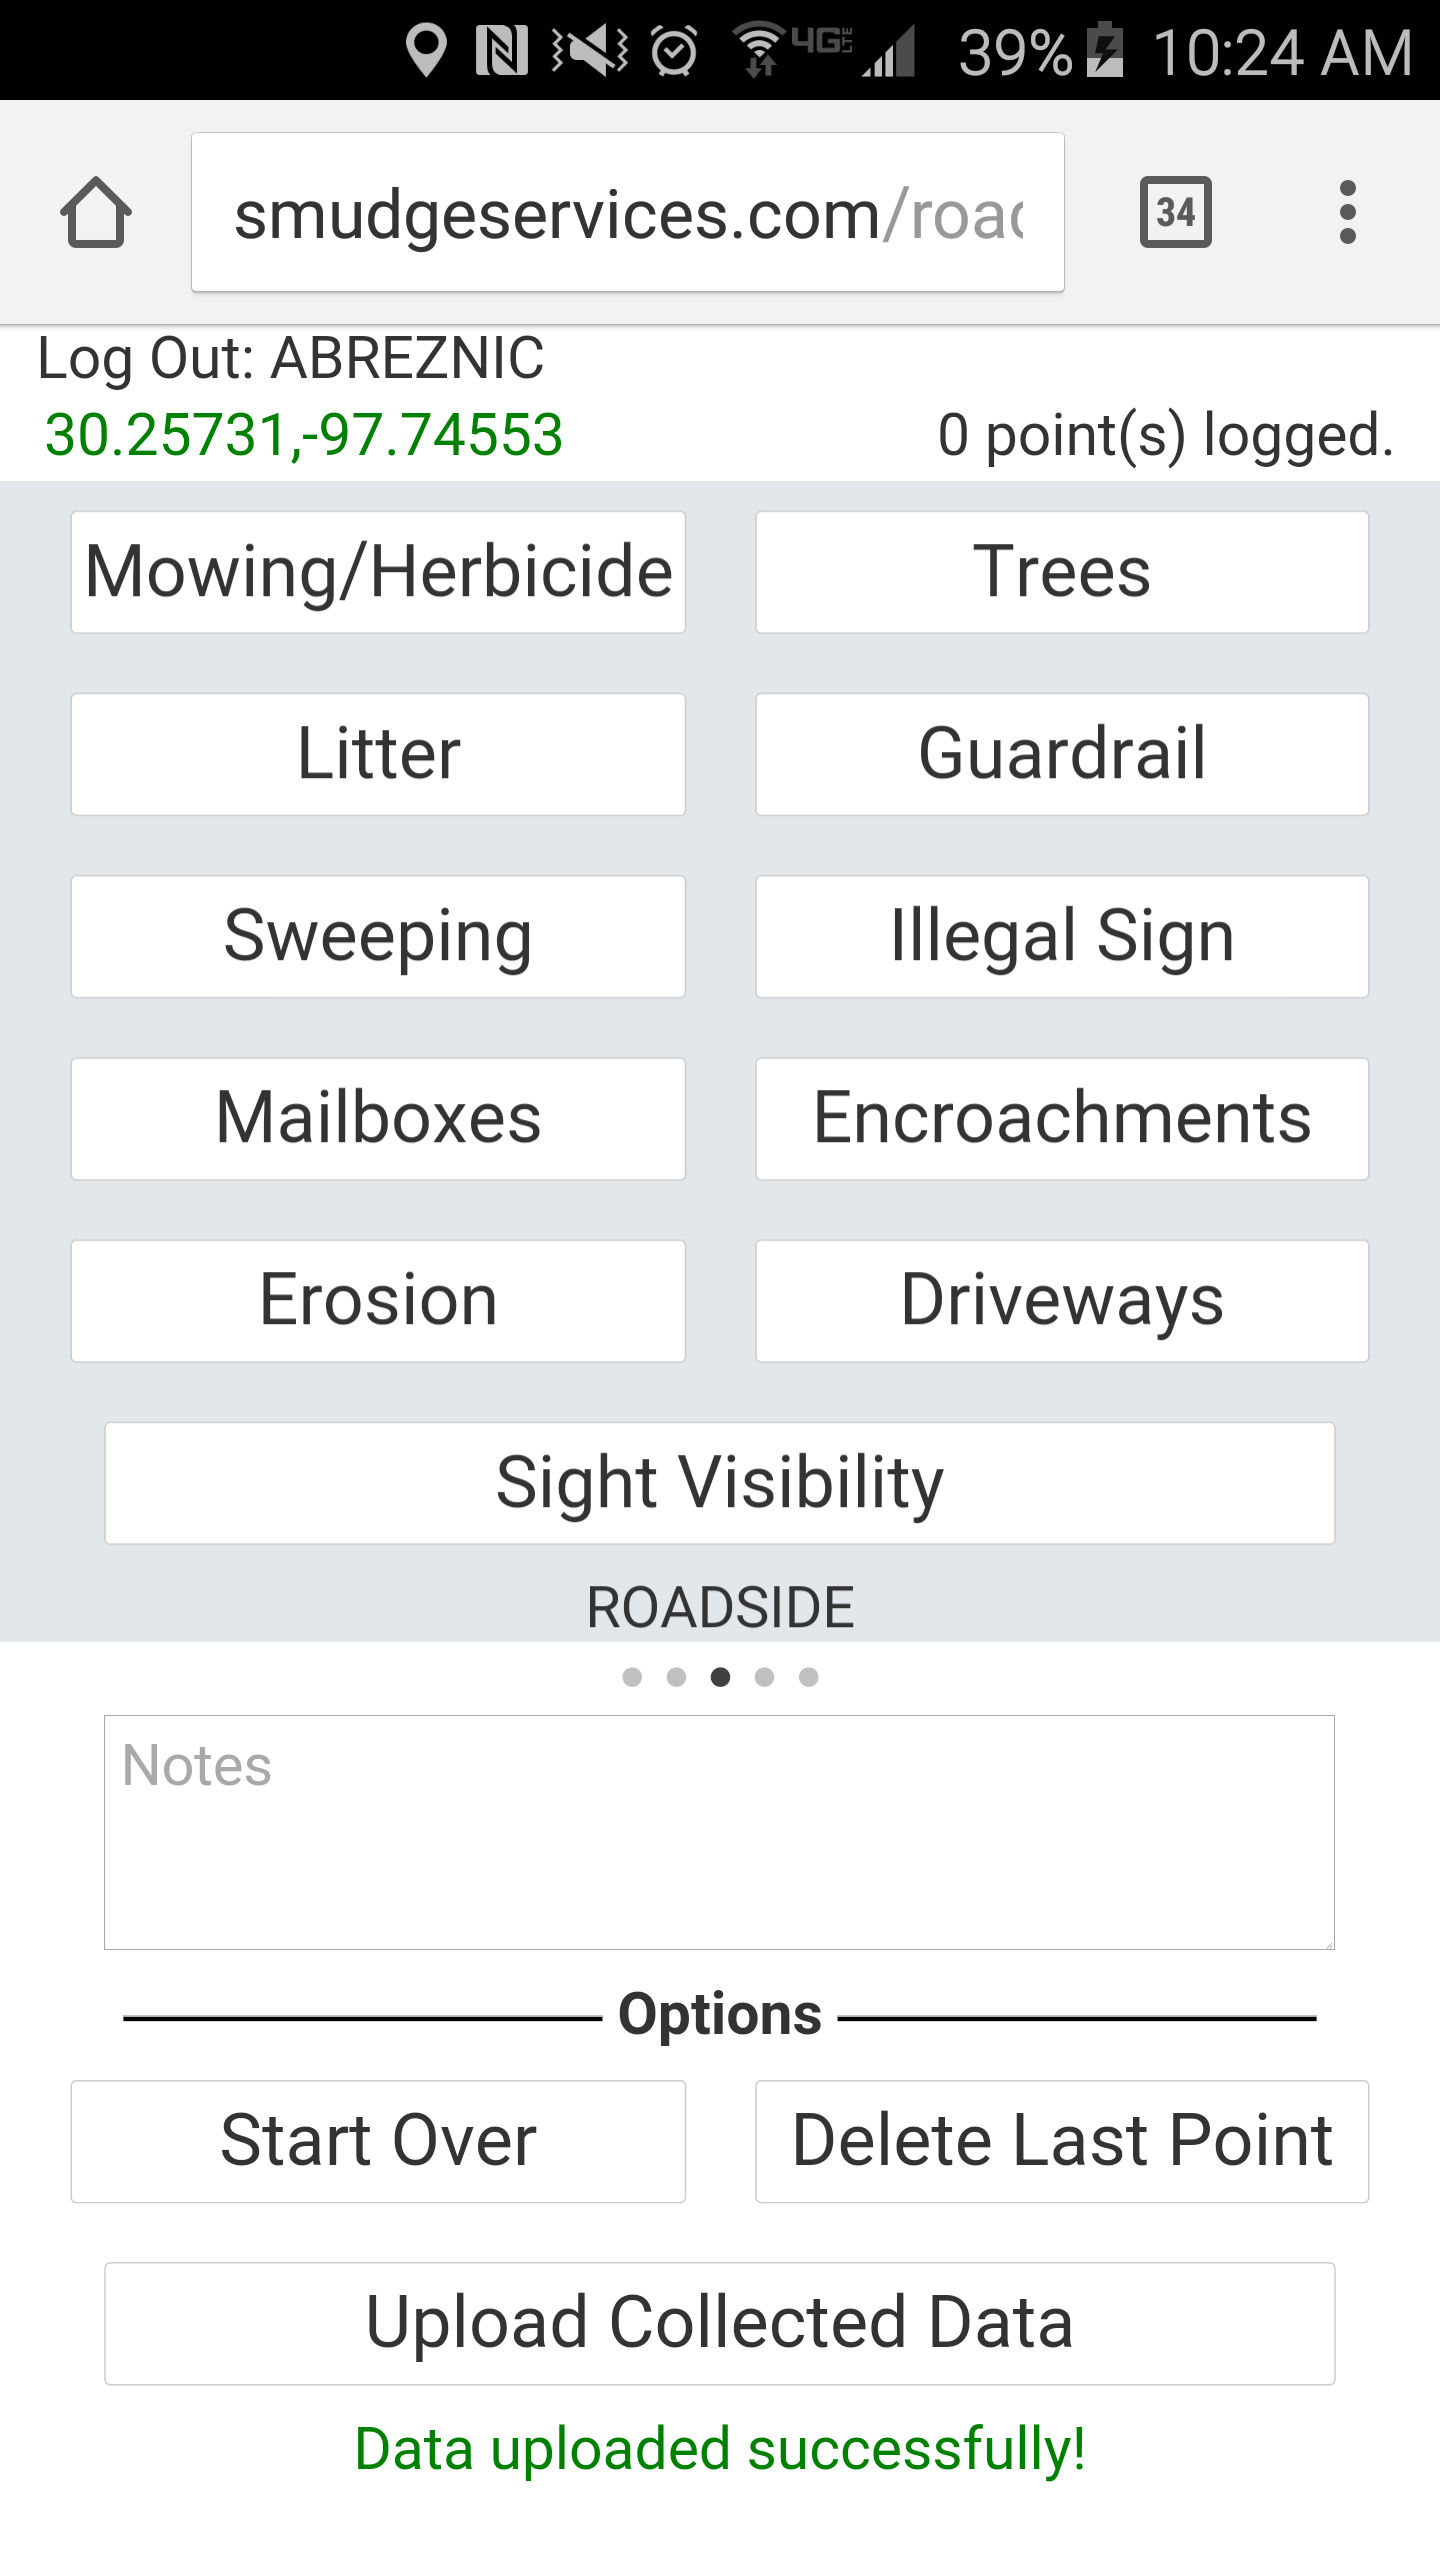 4G LTE 39% 10:24 AM
smudgeservices.com/road 34
Log Out: ABREZNIC
30.25731,-97.74553 0 point(s) logged.
Mowing/Herbicide Trees
Litter Guardrail
Sweeping Illegal Sign
Mailboxes Encroachments
Erosion Driveways
Sight Visibility
ROADSIDE
Notes
Options
Start Over Delete Last Point
Upload Collected Data
Data uploaded successfully!